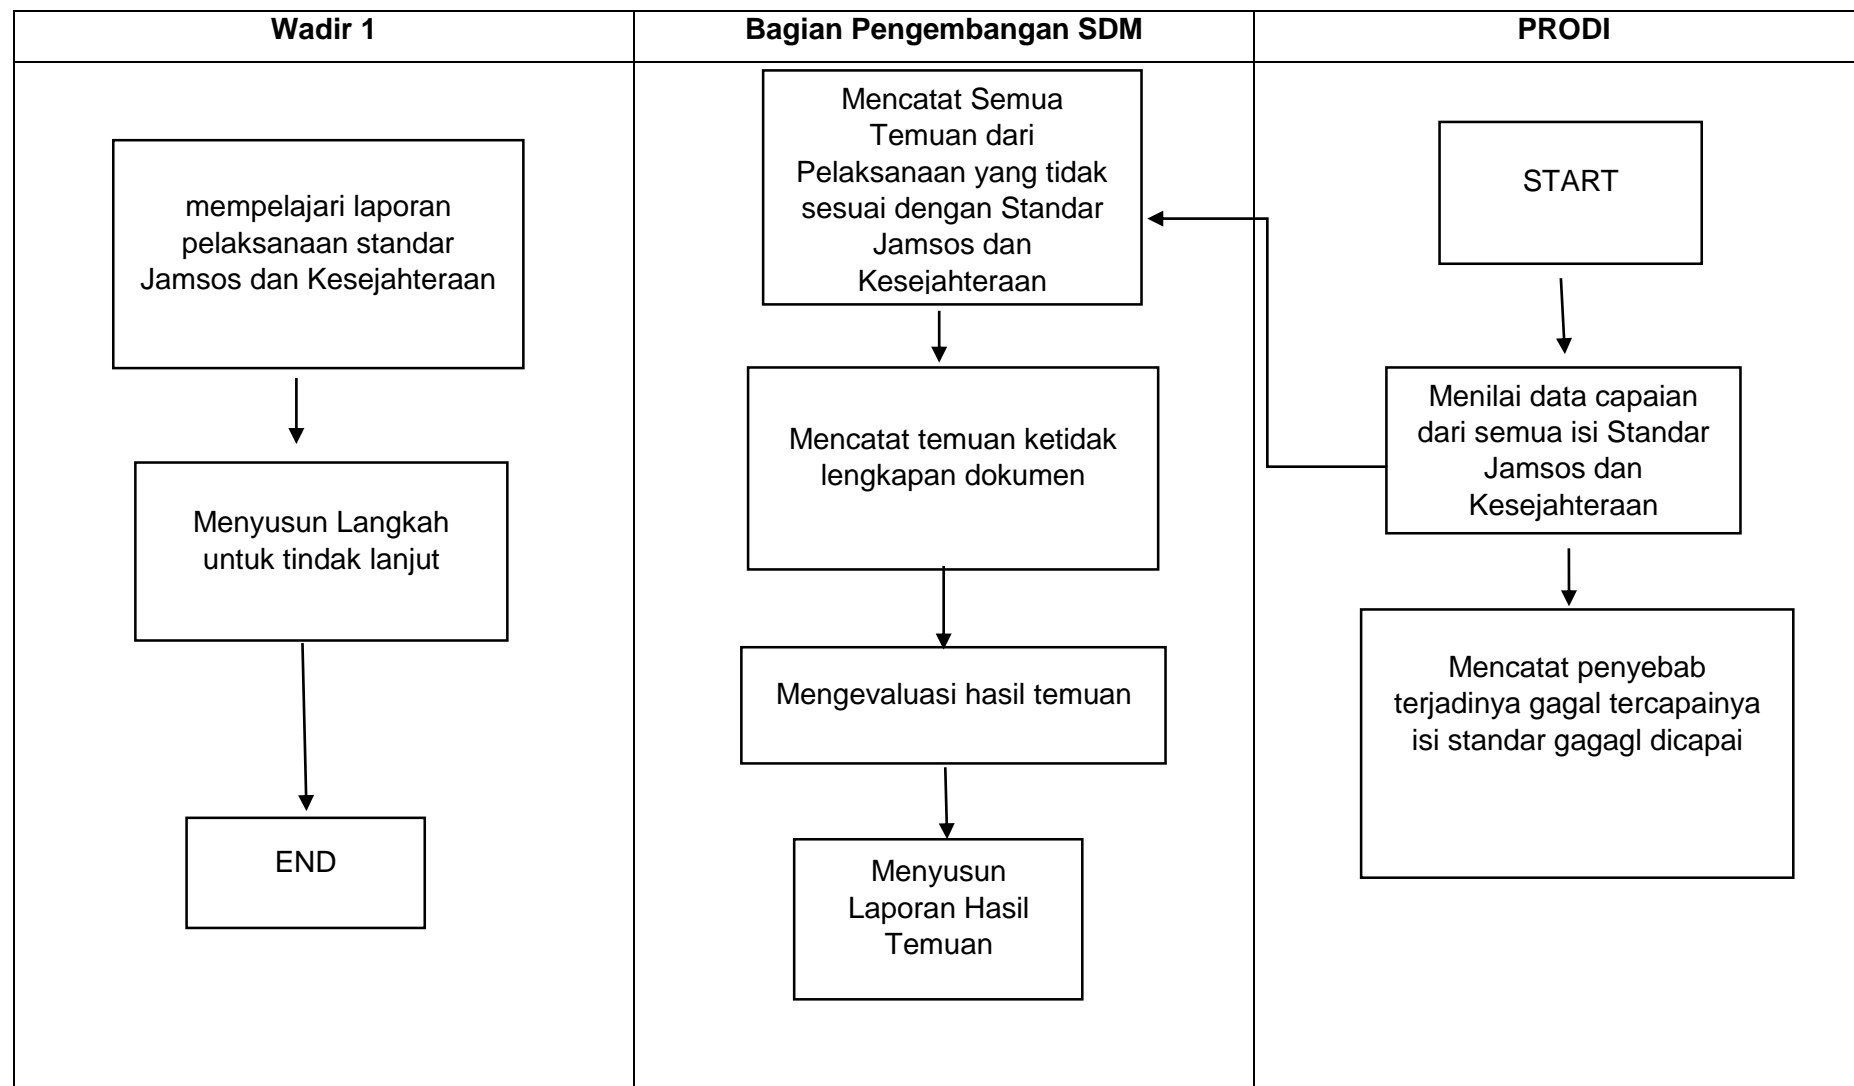 Wadir 1
Bagian Pengembangan SDM
PRODI
mempelajari laporan
pelaksanaan standar
Jamsos dan Kesejahteraan
Menyusun Langkah
untuk tindak lanjut
END
Mencatat Semua
Temuan dari
Pelaksanaan yang tidak
sesuai dengan Standar
Jamsos dan
Kesejahteraan
Mencatat temuan ketidak
lengkapan dokumen
Mengevaluasi hasil temuan
Menyusun
Laporan Hasil
Temuan
START
Menilai data capaian
dari semua isi Standar
Jamsos dan
Kesejahteraan
Mencatat penyebab
terjadinya gagal tercapainya
isi standar gagagl dicapai